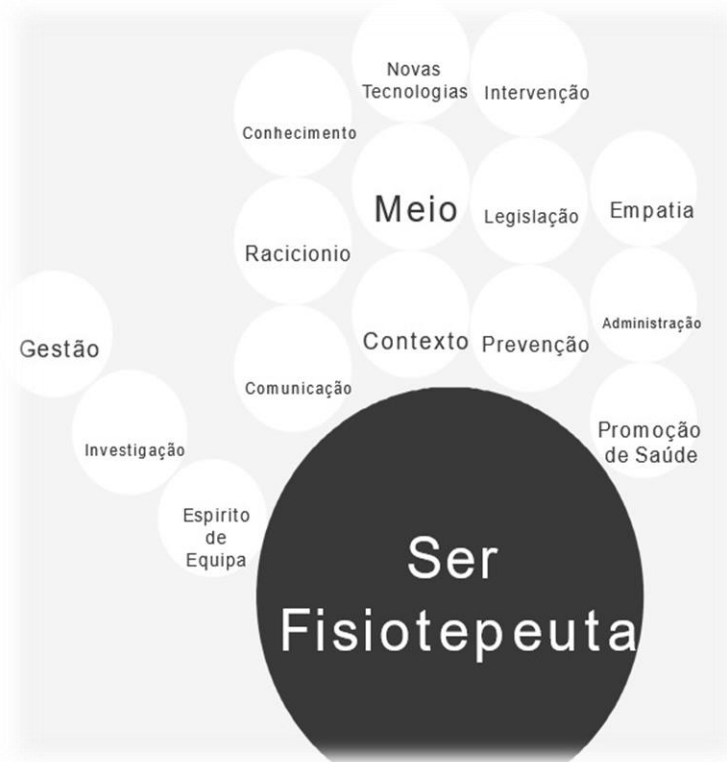 Novas
Tecnologias
Intervenção
Conhecimento
Meio
Legislação
Empatia
Racicionio
Gestão
Contexto
Prevenção
Administração
Comunicação
Investigação
Promoção
de Saúde
Espirito
de
Equipa
Ser
Fisiotepeuta